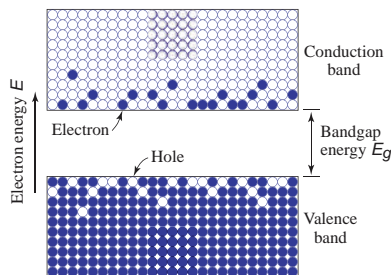 Conduction
band
Electron energy E
Electron
Bandgap
energy Eg
Hole
Valence
band